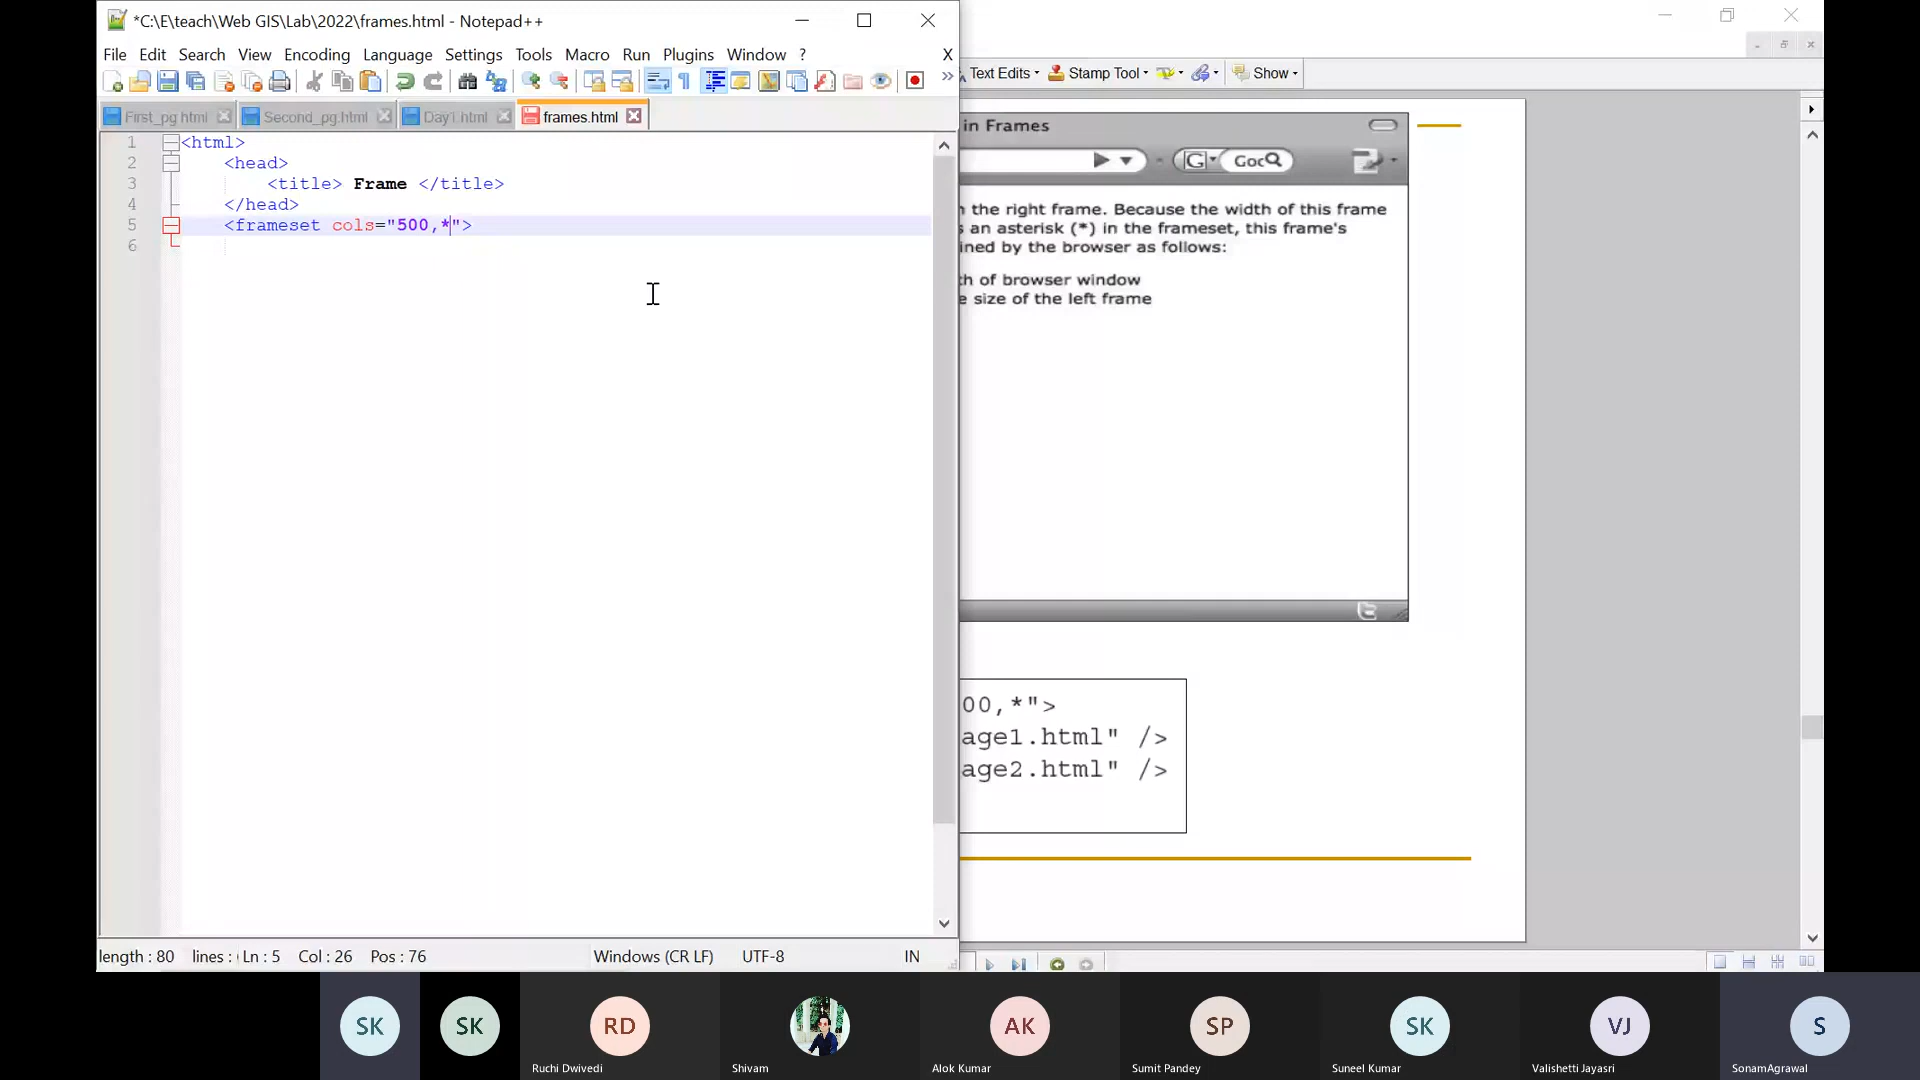 *C:\E\teach\Web GIS\Lab\2022\frames.html - Notepad++
File Edit Search View Encoding Language Settings Tools Macro Run Plugins Window ? X
First_pg.html Second_pg.html Day1.html frames.html
1 <html>
2 <head>
3 <title> Frame </title>
4 </head>
5 <frameset cols="500,*">
6
length : 80 lines : Ln : 5 Col : 26 Pos : 76 Windows (CR LF) UTF-8 IN
Text Edits Stamp Tool Show
in Frames
G
the right frame. Because the width of this frame
an asterisk (*) in the frameset, this frame's
ined by the browser as follows:
th of browser window
e size of the left frame
00,*">
age1.html" />
age2.html" />
SK SK RD AK SP SK VJ S
Ruchi Dwivedi Shivam Alok Kumar Sumit Pandey Suneel Kumar Valishetti Jayasri SonamAgrawal